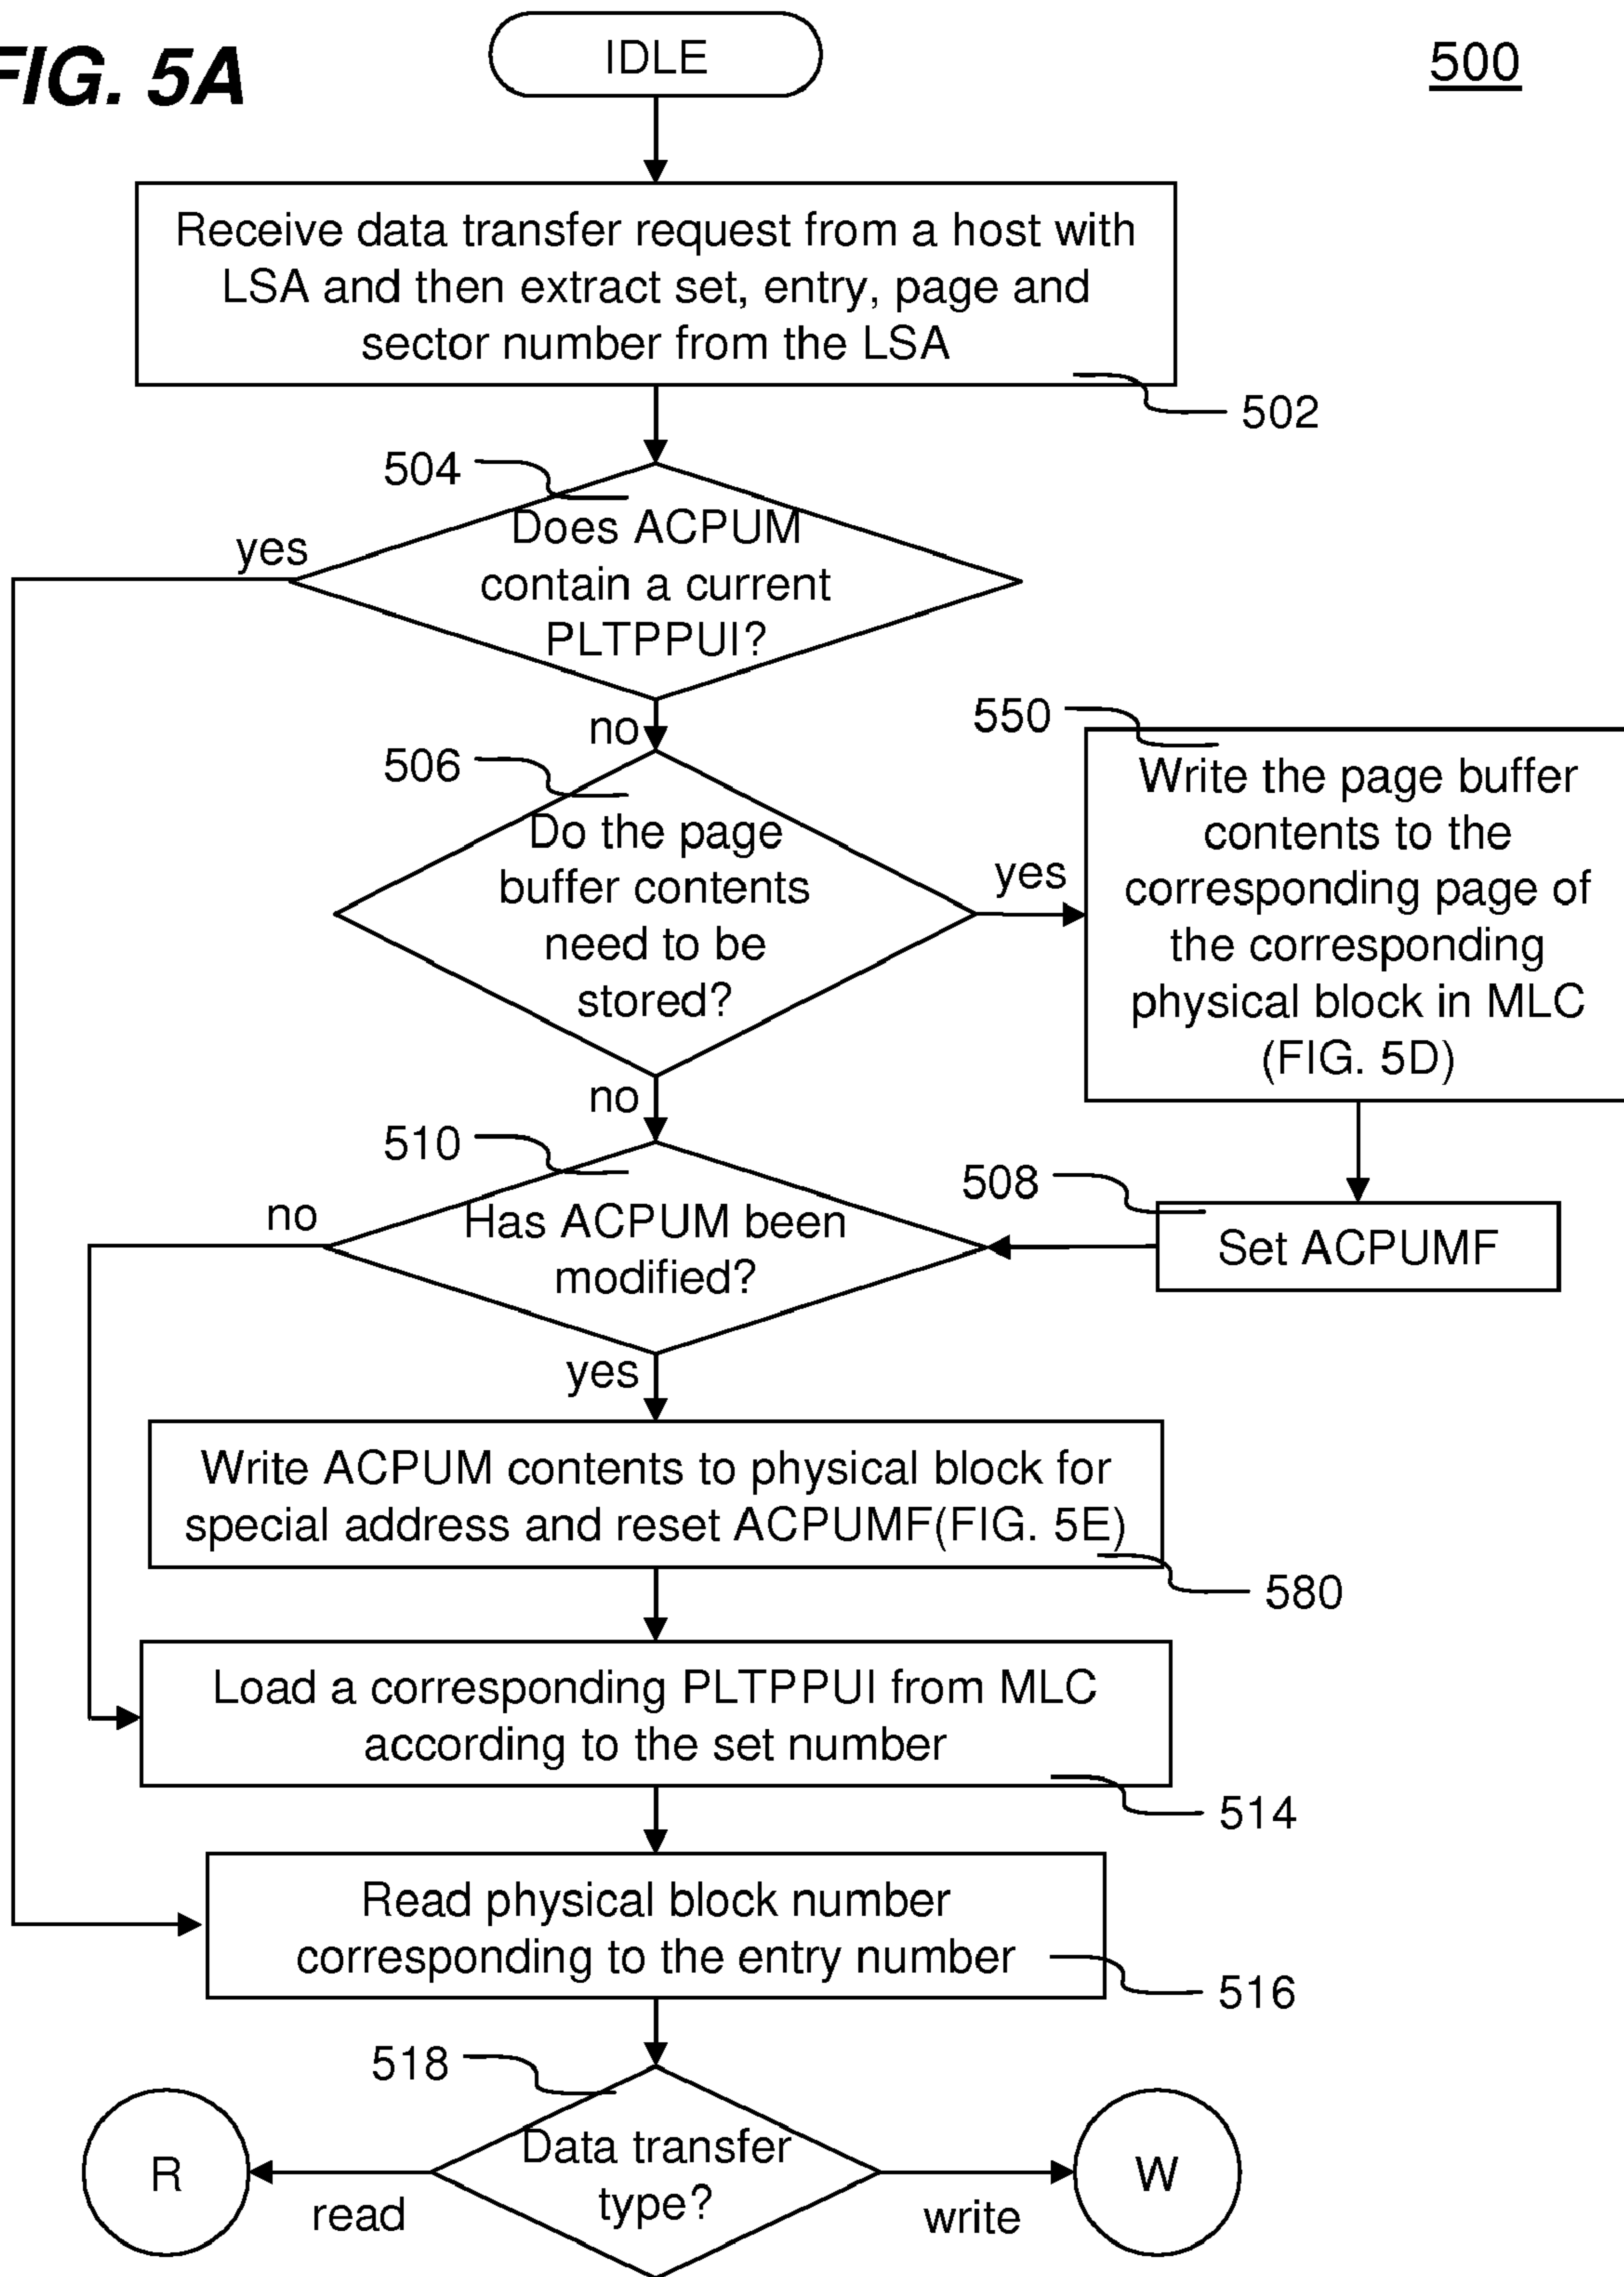 FIG. 5A
500
IDLE
Receive data transfer request from a host with
LSA and then extract set, entry, page and
sector number from the LSA
502
504
Does ACPUM
contain a current
PLTPPUI?
yes
no
506
Do the page
buffer contents
need to be
stored?
yes
no
550
Write the page buffer
contents to the
corresponding page of
the corresponding
physical block in MLC
(FIG. 5D)
508
Set ACPUMF
510
Has ACPUM been
modified?
no
yes
Write ACPUM contents to physical block for
special address and reset ACPUMF(FIG. 5E)
580
Load a corresponding PLTPPUI from MLC
according to the set number
514
Read physical block number
corresponding to the entry number
516
518
Data transfer
type?
read
write
R
W